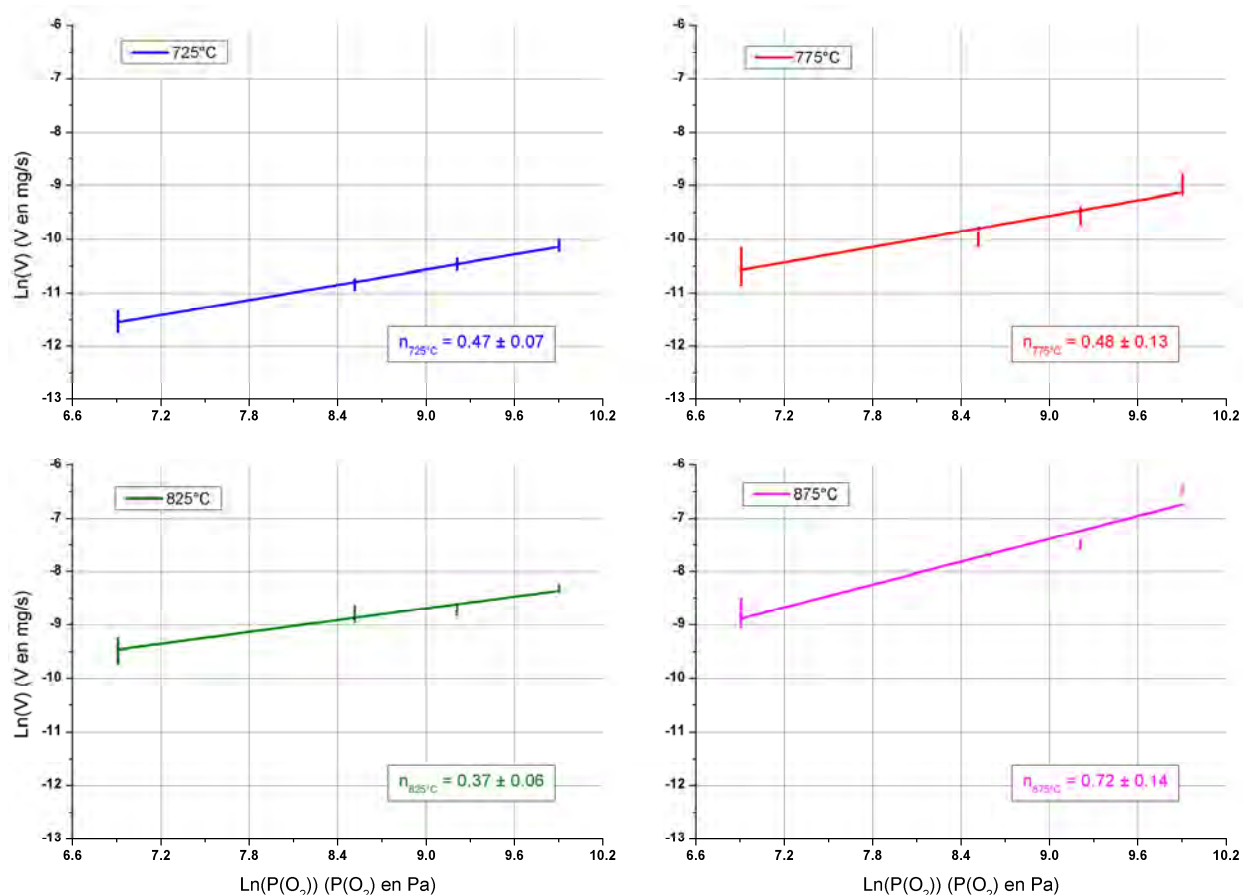 725°C
775°C
-6
-7
-8
-9
-10
-11
-12
-13
-6
-7
-8
-9
-10
-11
-12
-13
Ln(V) (V en mg/s)
n725°C = 0.47 ± 0.07
n775°C = 0.48 ± 0.13
6.6 7.2 7.8 8.4 9.0 9.6 10.2
6.6 7.2 7.8 8.4 9.0 9.6 10.2
825°C
875°C
-6
-7
-8
-9
-10
-11
-12
-13
-6
-7
-8
-9
-10
-11
-12
-13
Ln(V) (V en mg/s)
n825°C = 0.37 ± 0.06
n875°C = 0.72 ± 0.14
6.6 7.2 7.8 8.4 9.0 9.6 10.2
6.6 7.2 7.8 8.4 9.0 9.6 10.2
Ln(P(O₂)) (P(O₂) en Pa)
Ln(P(O₂)) (P(O₂) en Pa)